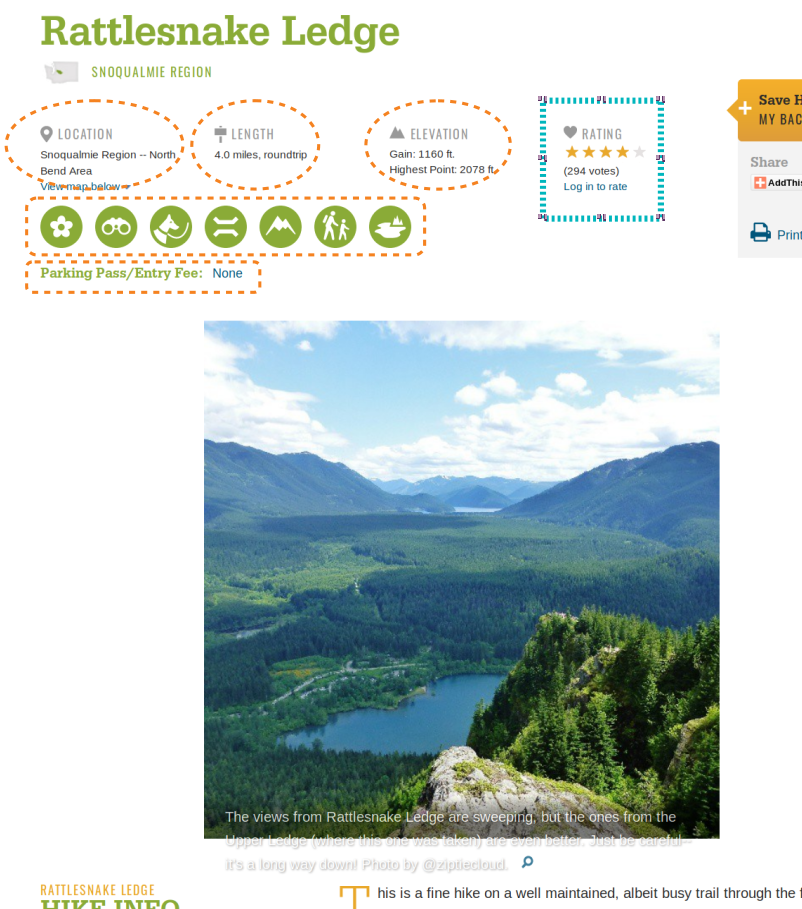 Rattlesnake Ledge
SNOQUALMIE REGION
LOCATION
Snoqualmie Region -- North
Bend Area
View map below
LENGTH
4.0 miles, roundtrip
ELEVATION
Gain: 1160 ft.
Highest Point: 2078 ft.
RATING
(294 votes)
Log in to rate
Save H
MY BAC
Share
AddThis
Print
Parking Pass/Entry Fee: None
The views from Rattlesnake Ledge are sweeping, but the ones from the
Upper Ledge (where this one was taken) are even better. Just be careful--
it's a long way down! Photo by @ziptiecloud.
RATTLESNAKE LEDGE
HIKE INFO
This is a fine hike on a well maintained, albeit busy trail through the f